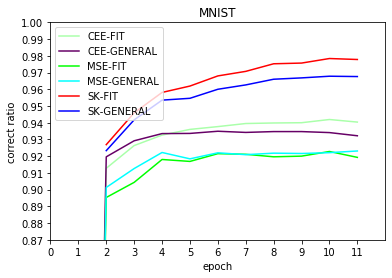 MNIST
CEE-FIT
CEE-GENERAL
MSE-FIT
MSE-GENERAL
SK-FIT
SK-GENERAL
correct ratio
1.00
0.99
0.98
0.97
0.96
0.95
0.94
0.93
0.92
0.91
0.90
0.89
0.88
0.87
0 1 2 3 4 5 6 7 8 9 10 11
epoch